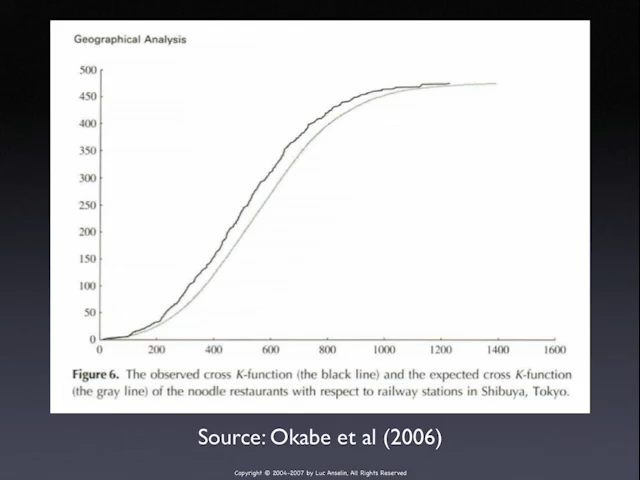 Geographical Analysis
500
450
400
350
300
250
200
150
100
50
0
0 200 400 600 800 1000 1200 1400 1600
Figure 6. The observed cross K-function (the black line) and the expected cross K-function
(the gray line) of the noodle restaurants with respect to railway stations in Shibuya, Tokyo.
Source: Okabe et al (2006)
Copyright © 2004-2007 by Luc Anselin, All Rights Reserved